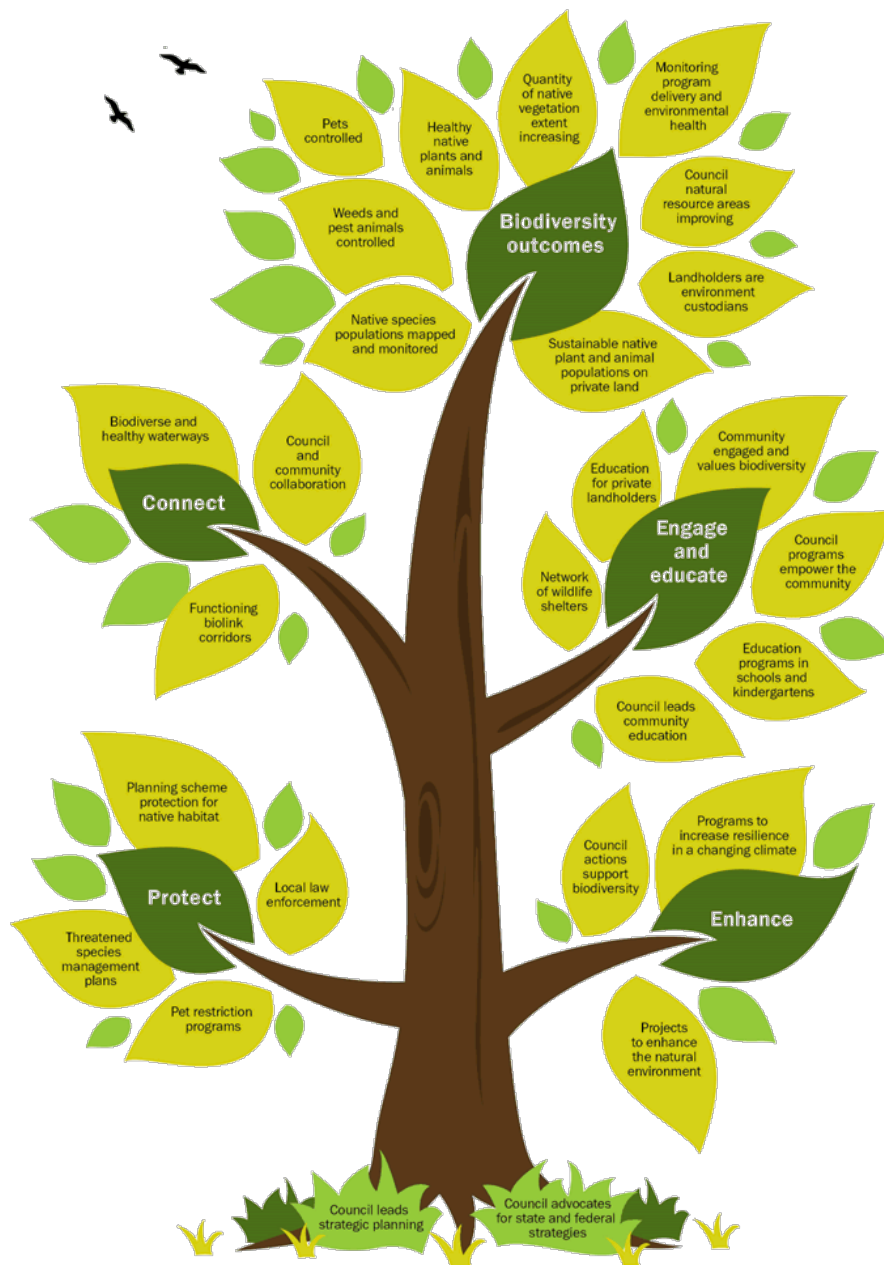 Monitoring
program
delivery and
environmental
health
Quantity
of native
vegetation
extent
increasing
Pets
controlled
Healthy
native
plants and
animals
Council
natural
resource areas
improving
Weeds and
pest animals
controlled
Biodiversity
outcomes
Landholders are
environment
custodians
Native species
populations mapped
and monitored
Sustainable native
plant and animal
populations on
private land
Biodiverse and
healthy waterways
Council
and
community
collaboration
Connect
Functioning
biolink
corridors
Community
engaged and
values biodiversity
Education
for private
landholders
Engage
and
educate
Council
programs
empower the
community
Network
of wildlife
shelters
Education
programs in
schools and
kindergartens
Council leads
community
education
Planning scheme
protection for
native habitat
Protect
Local law
enforcement
Threatened
species
management
plans
Pet restriction
programs
Programs to
increase resilience
in a changing climate
Council
actions
support
biodiversity
Enhance
Projects
to enhance
the natural
environment
Council leads
strategic planning
Council advocates
for state and federal
strategies